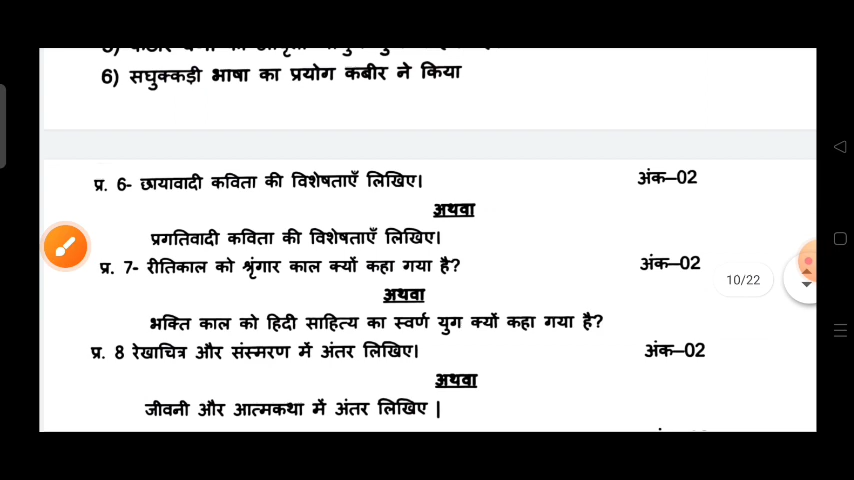 6) सघुक्कड़ी भाषा का प्रयोग कबीर ने किया
प्र. 6- छायावादी कविता की विशेषताएँ लिखिए। अंक–02
अथवा
प्रगतिवादी कविता की विशेषताएँ लिखिए।
प्र. 7- रीतिकाल को श्रृंगार काल क्यों कहा गया है? अंक–02
10/22
अथवा
भक्ति काल को हिदी साहित्य का स्वर्ण युग क्यों कहा गया है?
प्र. 8 रेखाचित्र और संस्मरण में अंतर लिखिए। अंक–02
अथवा
जीवनी और आत्मकथा में अंतर लिखिए |